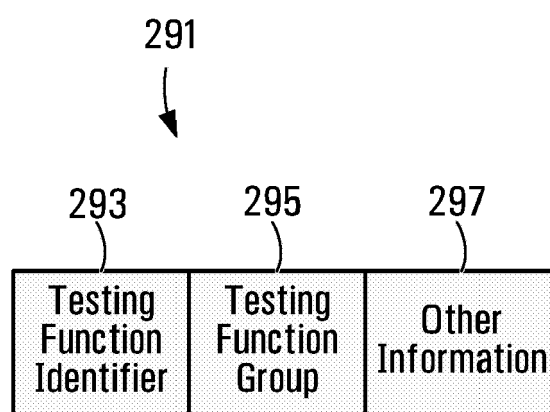 291
293 295 297
Testing Function Identifier
Testing Function Group
Other Information